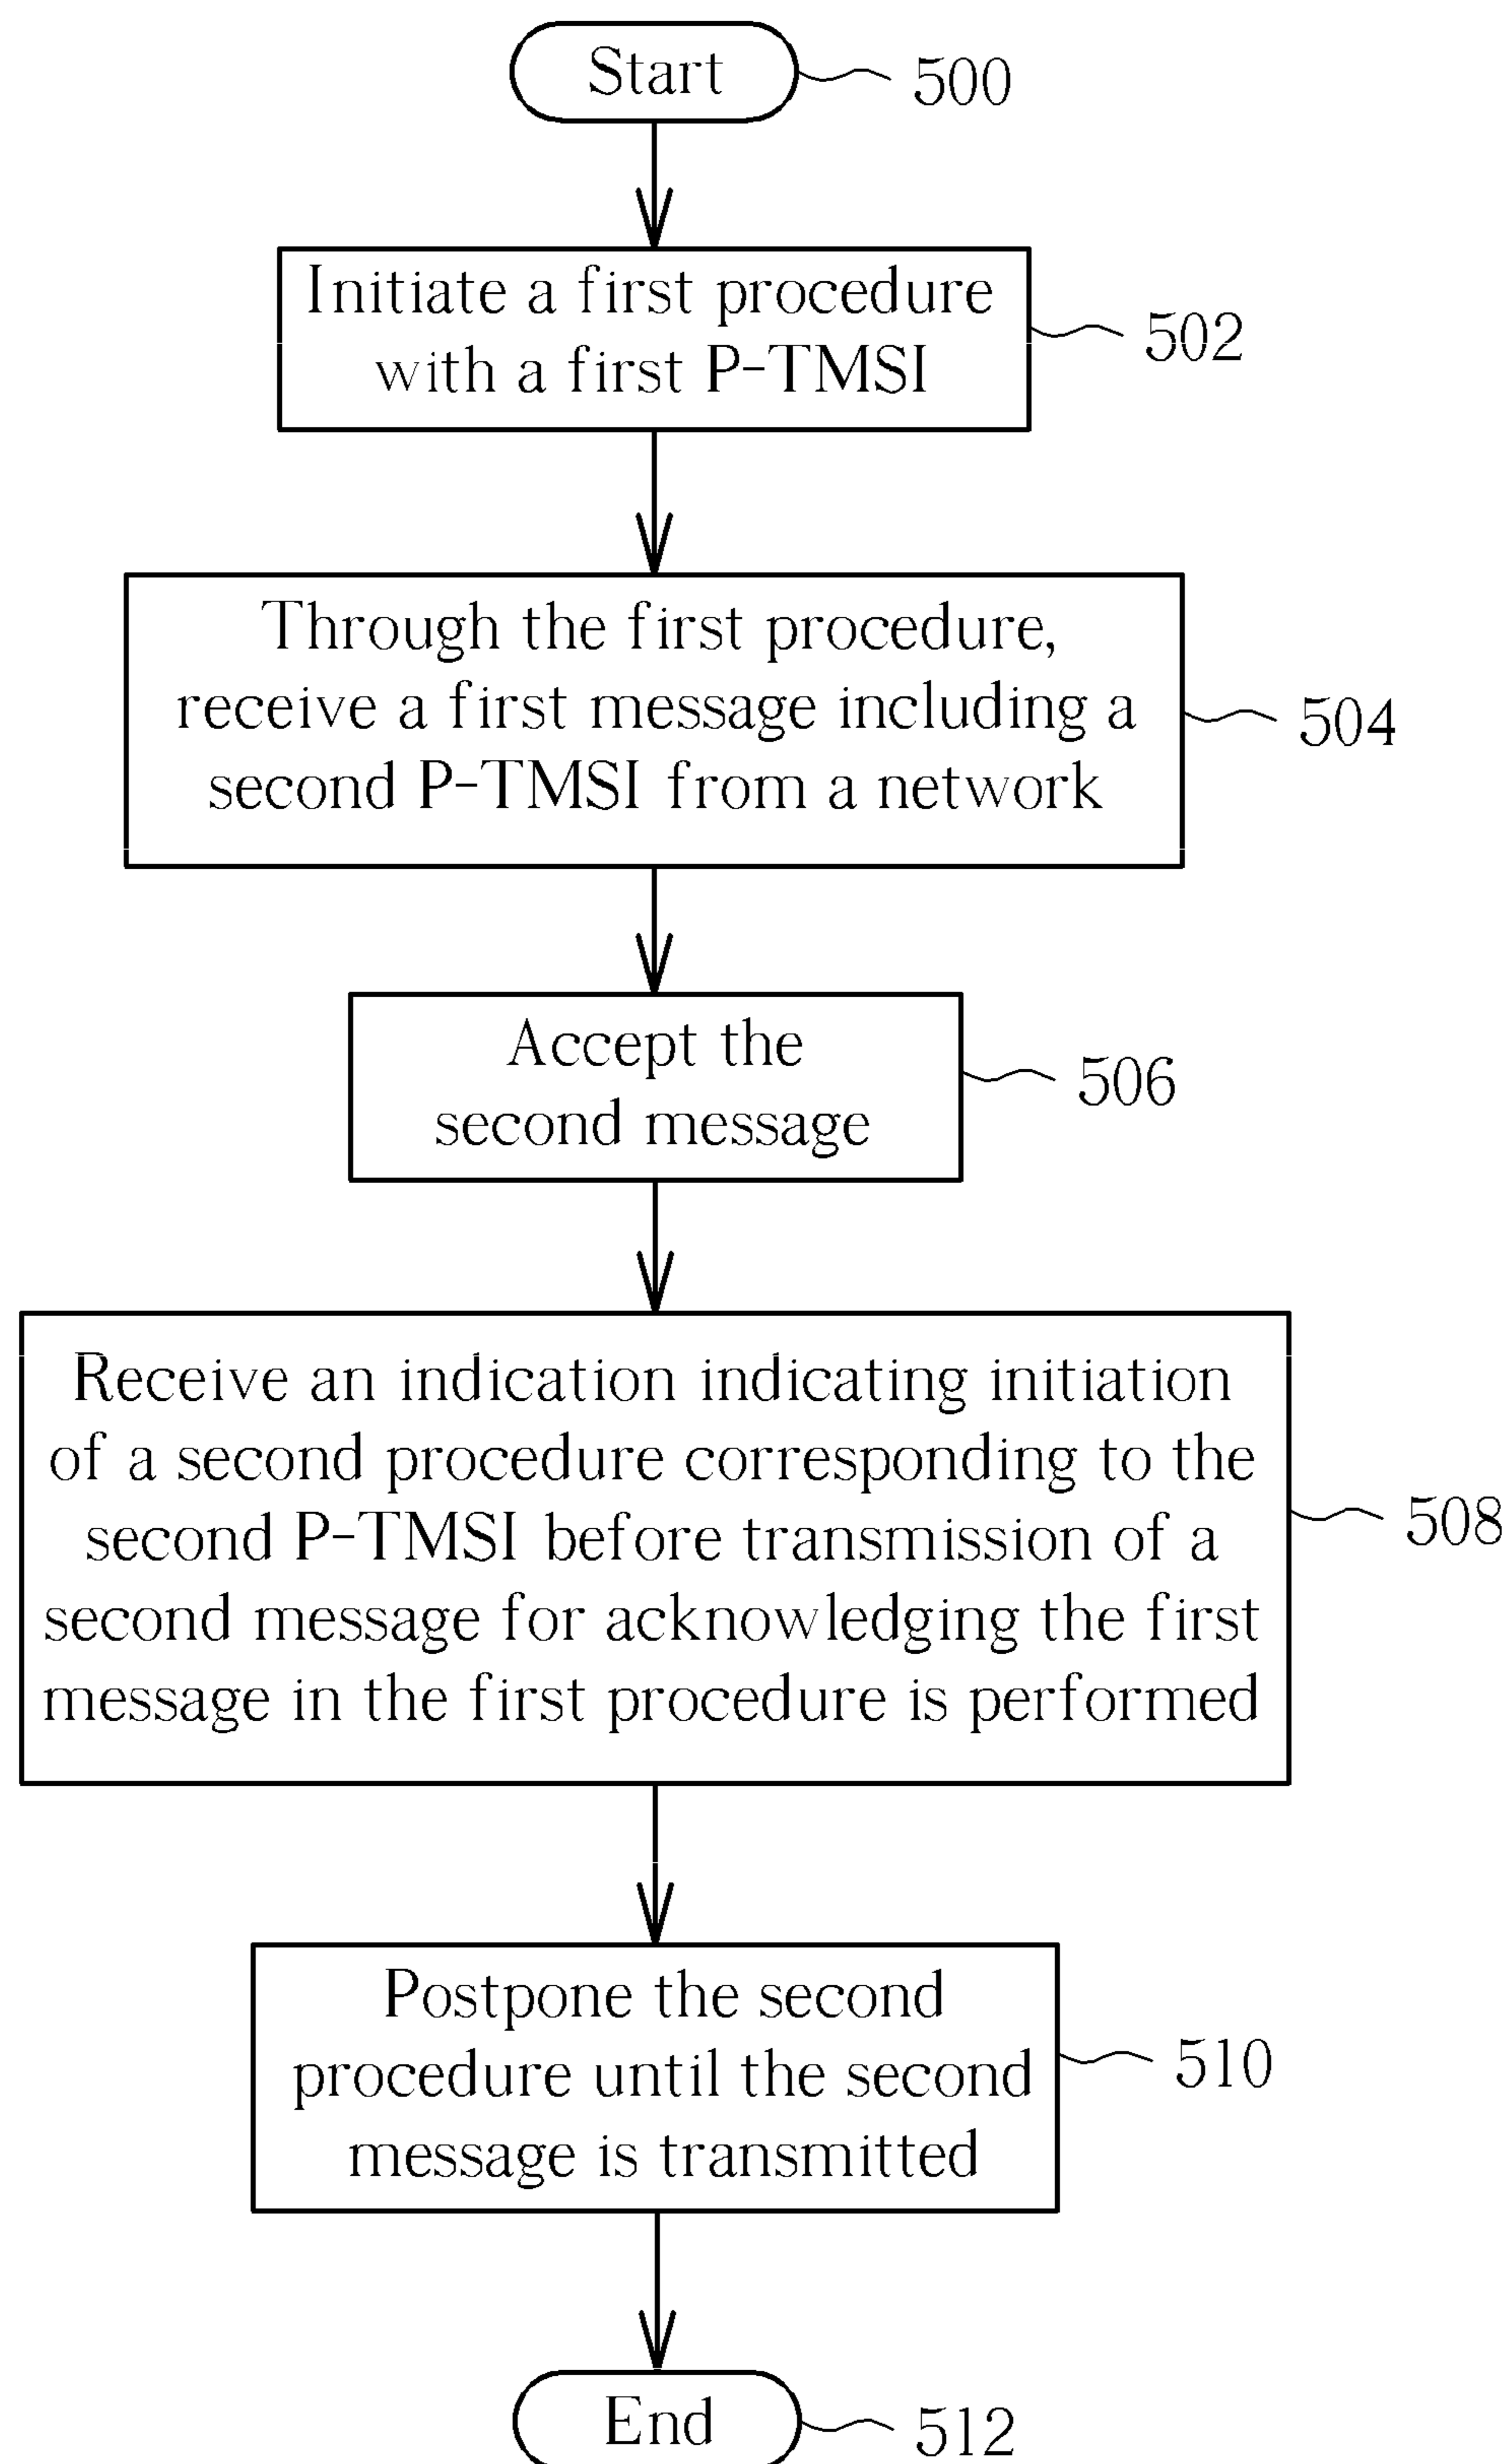 Start
500
Initiate a first procedure
with a first P-TMSI
502
Through the first procedure,
receive a first message including a
second P-TMSI from a network
504
Accept the
second message
506
Receive an indication indicating initiation
of a second procedure corresponding to the
second P-TMSI before transmission of a
second message for acknowledging the first
message in the first procedure is performed
508
Postpone the second
procedure until the second
message is transmitted
510
End
512